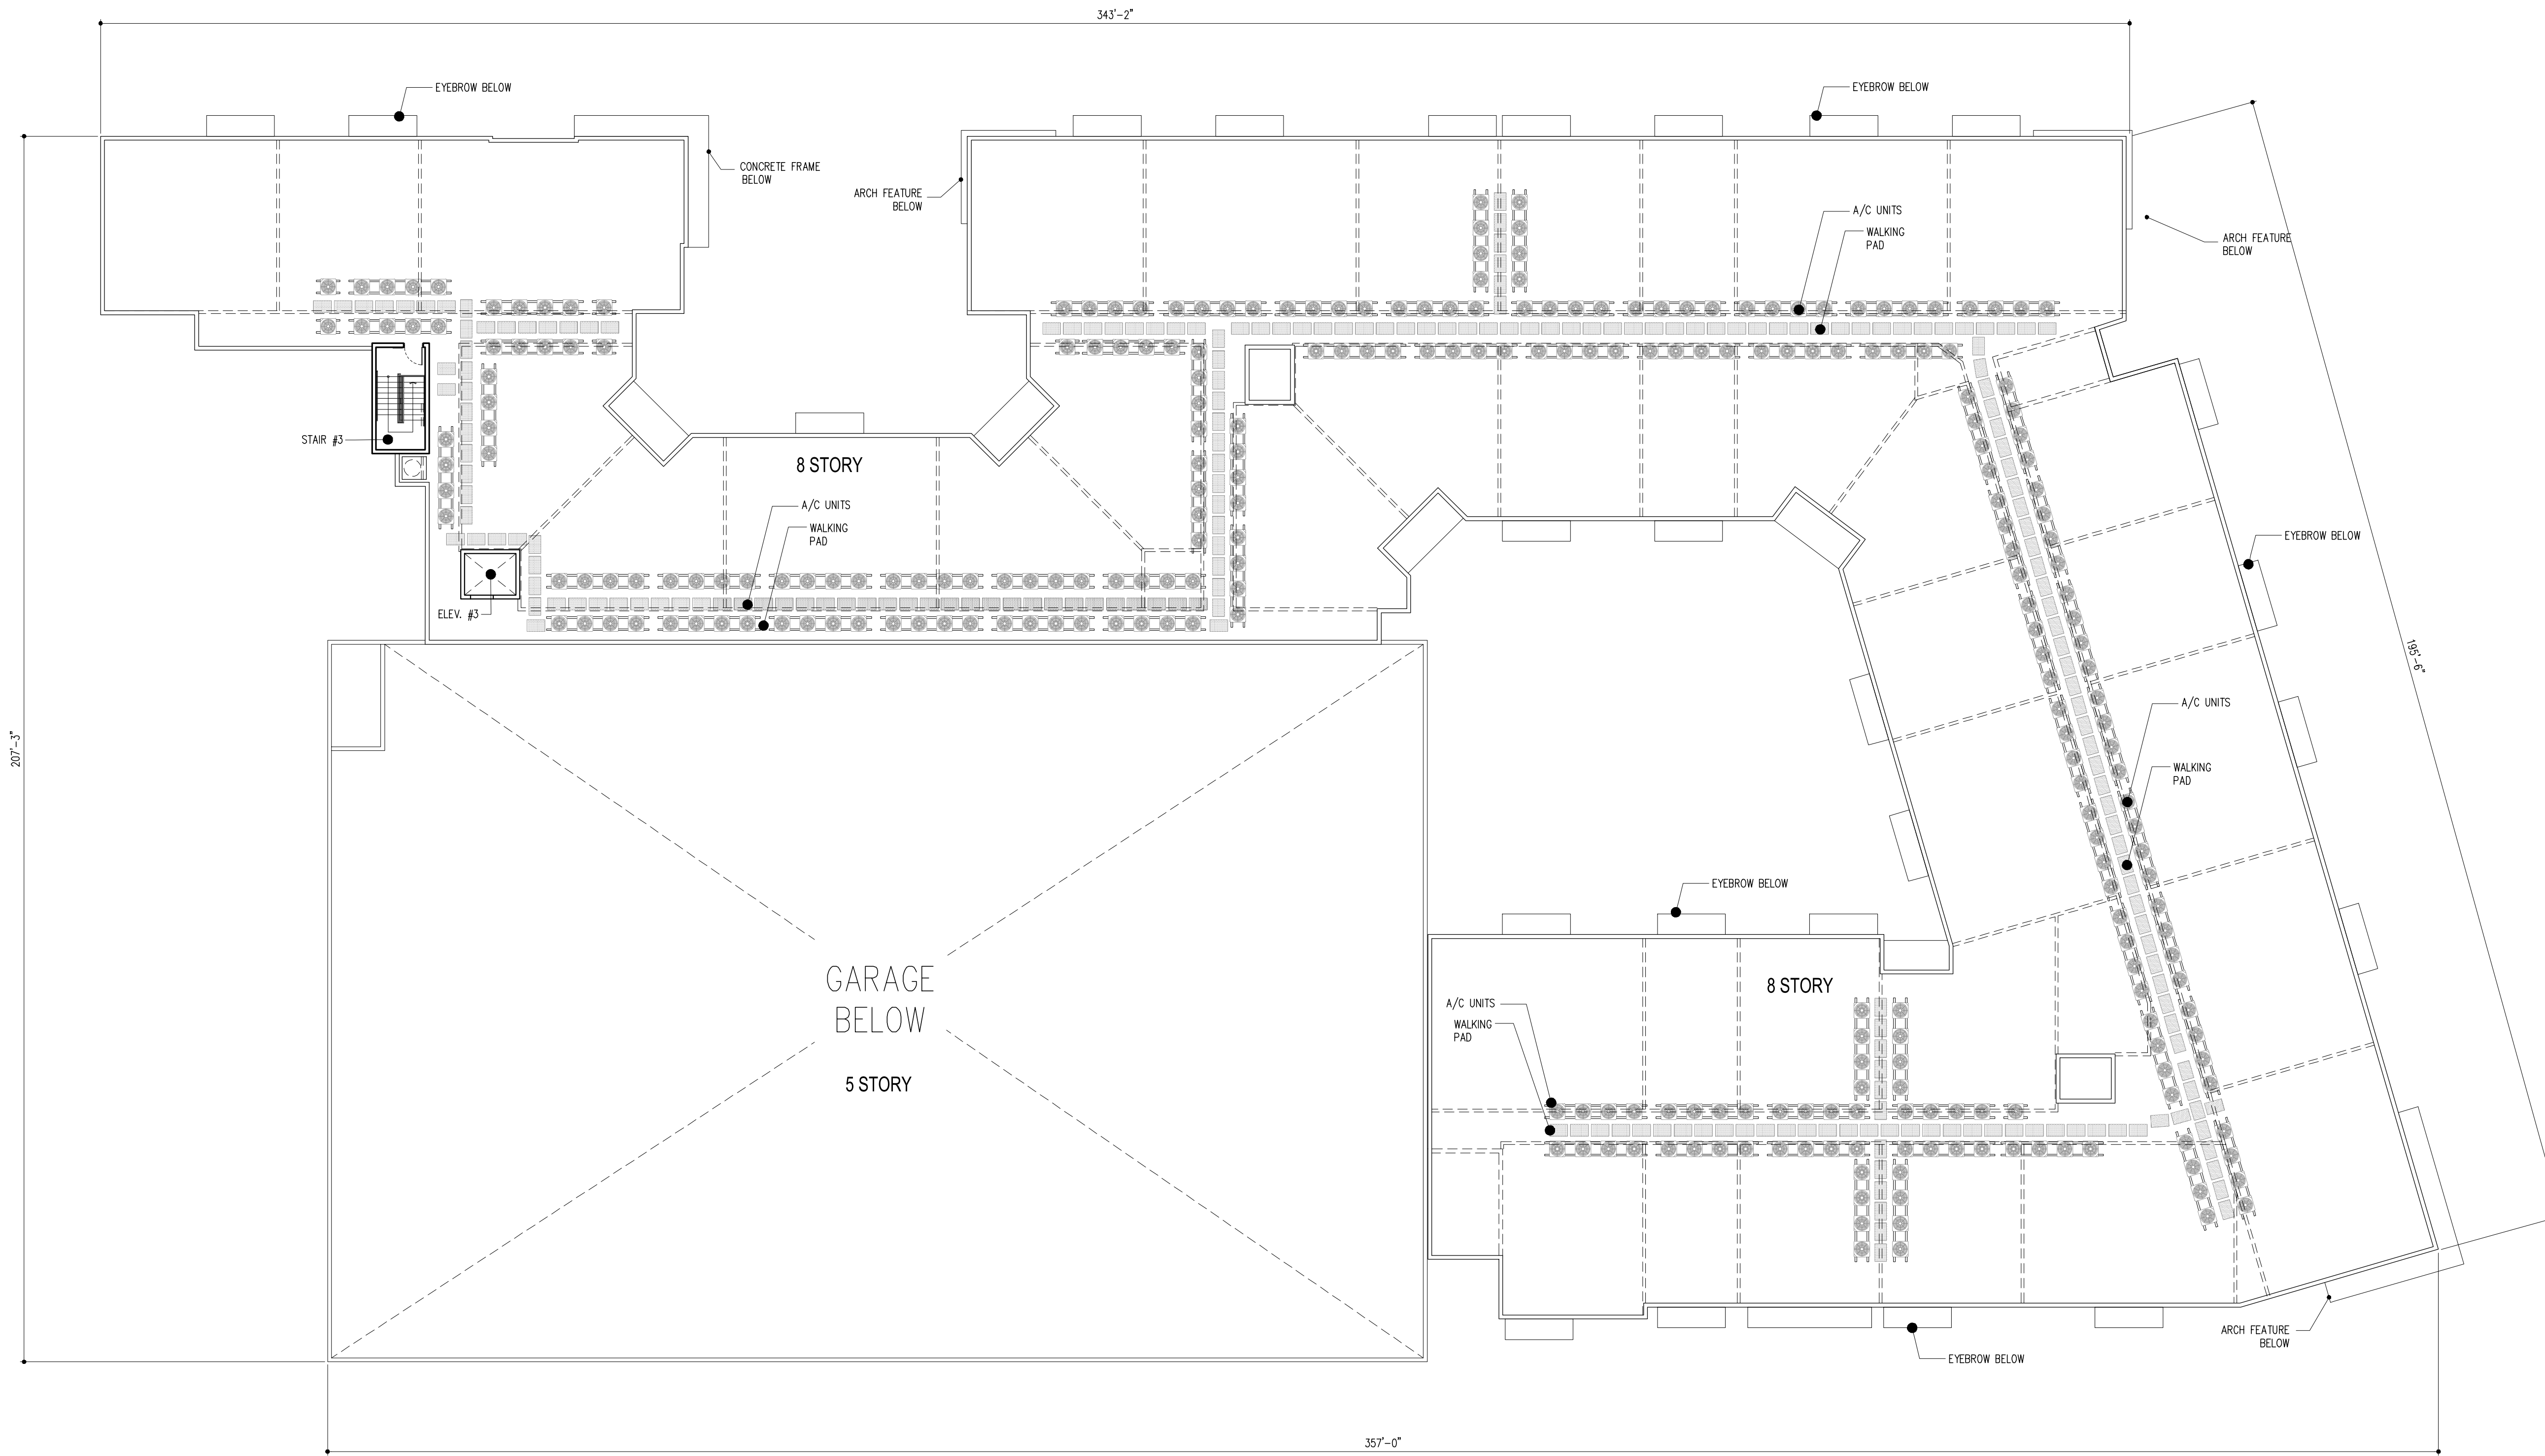 343'-2"
EYEBROW BELOW
EYEBROW BELOW
CONCRETE FRAME
BELOW
ARCH FEATURE
BELOW
A/C UNITS
WALKING
PAD
ARCH FEATURE
BELOW
STAIR #3
8 STORY
A/C UNITS
WALKING
PAD
EYEBROW BELOW
ELEV. #3
195'-6"
A/C UNITS
207'-3"
WALKING
PAD
EYEBROW BELOW
GARAGE
BELOW
5 STORY
8 STORY
A/C UNITS
WALKING
PAD
ARCH FEATURE
BELOW
EYEBROW BELOW
357'-0"